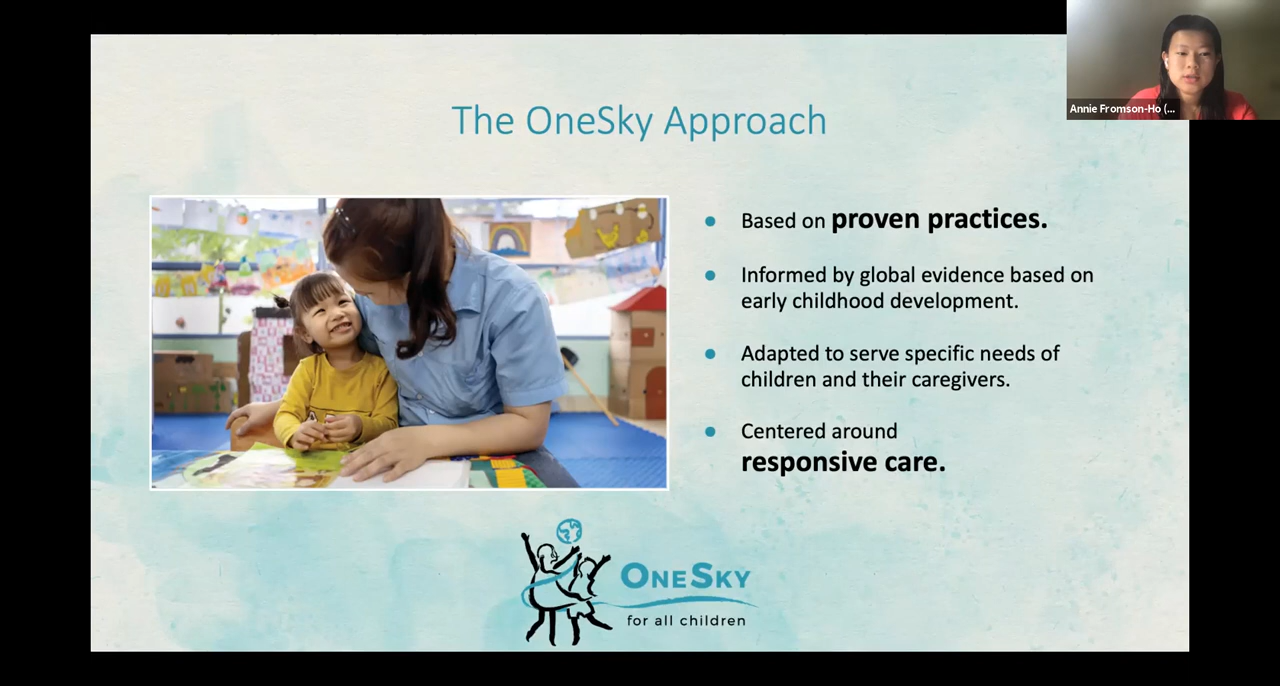 The OneSky Approach
Annie Fromson-Ho (...
Based on proven practices.
Informed by global evidence based on
early childhood development.
Adapted to serve specific needs of
children and their caregivers.
Centered around
responsive care.
ONESKY
for all children